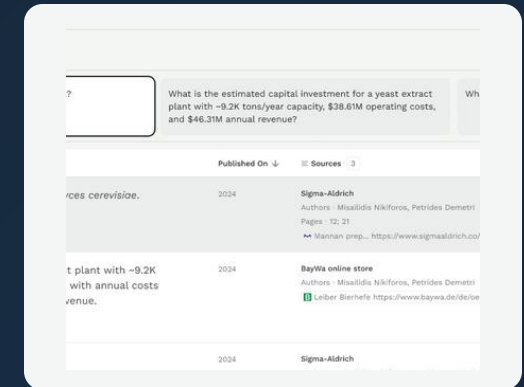 ?
What is the estimated capital investment for a yeast extract
plant with ~9.2K tons/year capacity, $38.61M operating costs,
and $46.31M annual revenue?
Wh
Published On ↓
Sources 3
yces cerevisiae.
2024
Sigma-Aldrich
Authors · Misailidis Nikiforos, Petrides Demetri
Pages · 12; 21
Mannan prep... https://www.sigmaaldrich.co/
t plant with ~9.2K
with annual costs
venue.
2024
BayWa online store
Authors · Misailidis Nikiforos, Petrides Demetri
Leiber Bierhefe https://www.baywa.de/de/oe
2024
Sigma-Aldrich